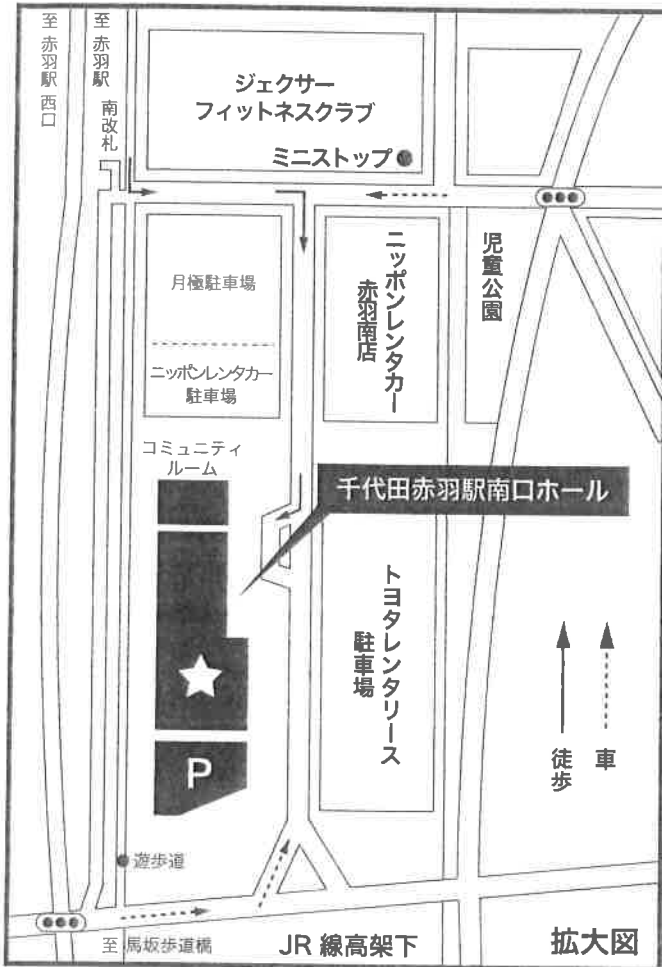 至 赤羽駅 西口
至 赤羽駅
南改札
ジェクサー
フィットネスクラブ
ミニストップ
月極駐車場
ニッポンレンタカー
駐車場
ニッポンレンタカー
赤羽南店
児童公園
コミュニティ
ルーム
千代田赤羽駅南口ホール
トヨタレンタリース
駐車場
P
徒歩
車
遊歩道
至 馬坂歩道橋
JR 線高架下
拡大図